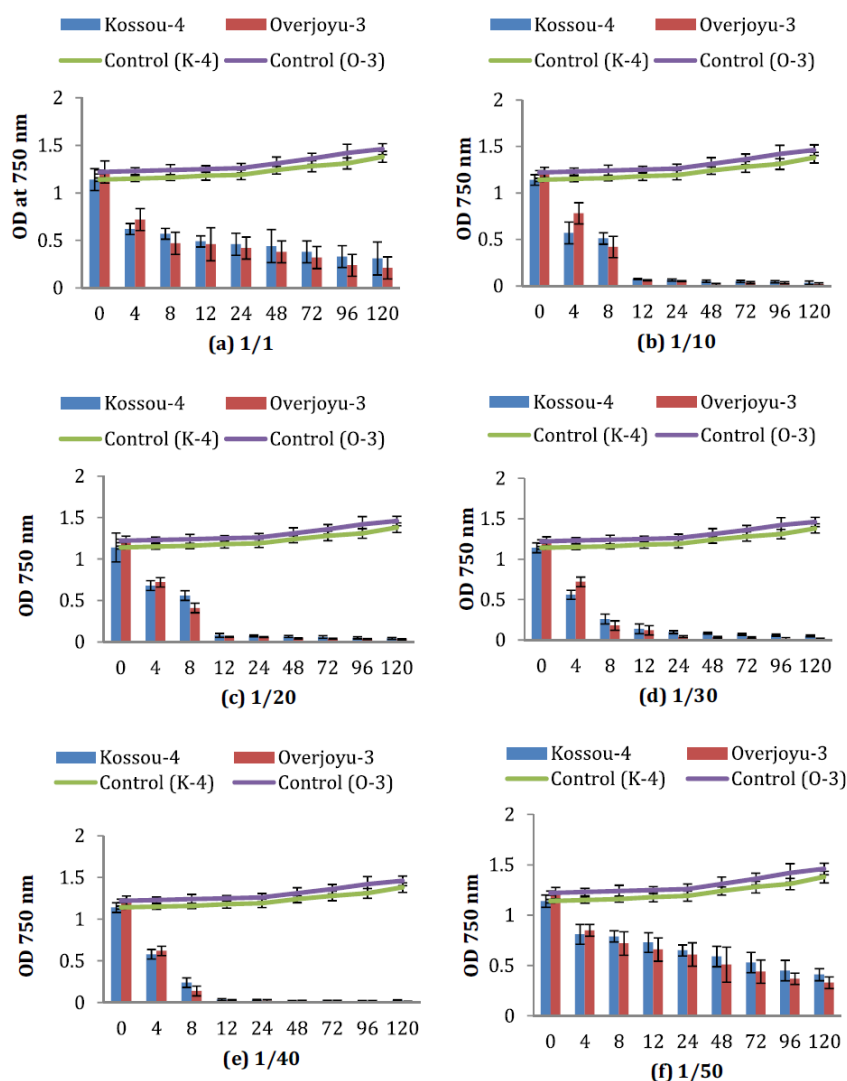 Kossou-4 Overjoyu-3
Control (K-4) Control (O-3)
2
1.5
1
0.5
0
OD at 750 nm
0 4 8 12 24 48 72 96 120
(a) 1/1
Kossou-4 Overjoyu-3
Control (K-4) Control (O-3)
2
1.5
1
0.5
0
OD 750 nm
0 4 8 12 24 48 72 96 120
(b) 1/10
Kossou-4 Overjoyu-3
Control (K-4) Control (O-3)
2
1.5
1
0.5
0
OD 750 nm
0 4 8 12 24 48 72 96 120
(c) 1/20
Kossou-4 Overjoyu-3
Control (K-4) Control (O-3)
2
1.5
1
0.5
0
OD 750 nm
0 4 8 12 24 48 72 96 120
(d) 1/30
Kossou-4 Overjoyu-3
Control (K-4) Control (O-3)
2
1.5
1
0.5
0
OD 750 nm
0 4 8 12 24 48 72 96 120
(e) 1/40
Kossou-4 Overjoyu-3
Control (K-4) Control (O-3)
2
1.5
1
0.5
0
OD 750 nm
0 4 8 12 24 48 72 96 120
(f) 1/50